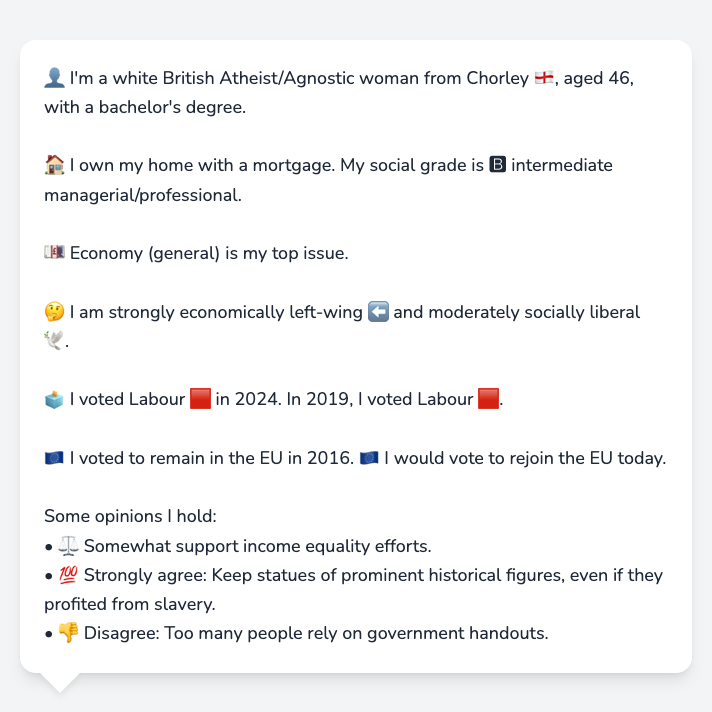 👤 I'm a white British Atheist/Agnostic woman from Chorley 🏴󠁧󠁢󠁥󠁮󠁧󠁿, aged 46,
with a bachelor's degree.
🏠 I own my home with a mortgage. My social grade is 🅱 intermediate
managerial/professional.
💷 Economy (general) is my top issue.
🤔 I am strongly economically left-wing ⬅️ and moderately socially liberal
🕊️.
🗳️ I voted Labour 🟥 in 2024. In 2019, I voted Labour 🟥.
🇪🇺 I voted to remain in the EU in 2016. 🇪🇺 I would vote to rejoin the EU today.
Some opinions I hold:
• ⚖️ Somewhat support income equality efforts.
• 💯 Strongly agree: Keep statues of prominent historical figures, even if they
profited from slavery.
• 👎 Disagree: Too many people rely on government handouts.